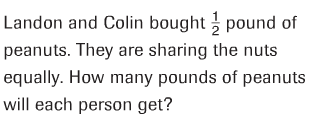 Landon and Colin bought 1/2 pound of
peanuts. They are sharing the nuts
equally. How many pounds of peanuts
will each person get?